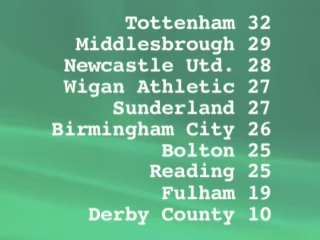 Tottenham 32
Middlesbrough 29
Newcastle Utd. 28
Wigan Athletic 27
Sunderland 27
Birmingham City 26
Bolton 25
Reading 25
Fulham 19
Derby County 10